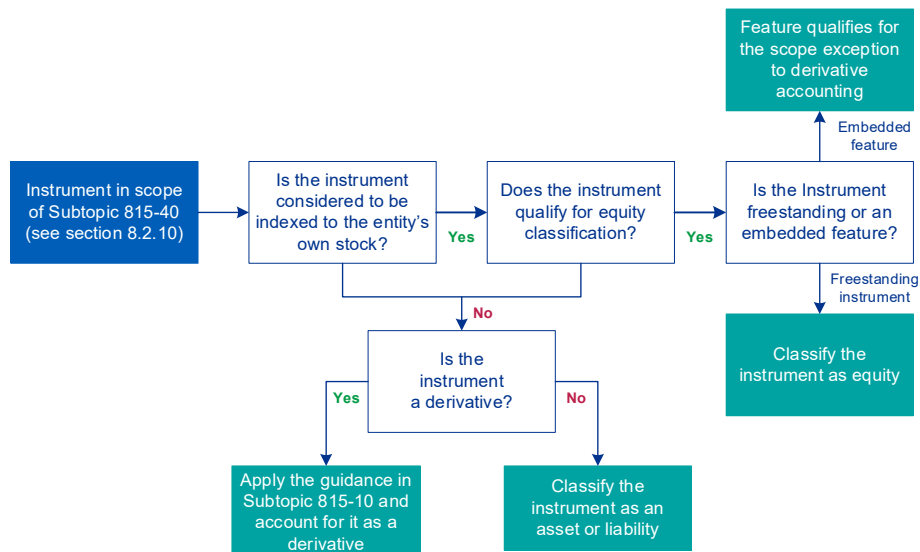 Feature qualifies for
the scope exception
to derivative
accounting
Embedded
feature
Instrument in scope
of Subtopic 815-40
(see section 8.2.10)
Is the instrument
considered to be
indexed to the entity’s
own stock?
Yes
Does the instrument
qualify for equity
classification?
Yes
Is the Instrument
freestanding or an
embedded feature?
Freestanding
instrument
No
Classify the
instrument as equity
Is the
instrument
a derivative?
Yes
No
Apply the guidance in
Subtopic 815-10 and
account for it as a
derivative
Classify the
instrument as an
asset or liability